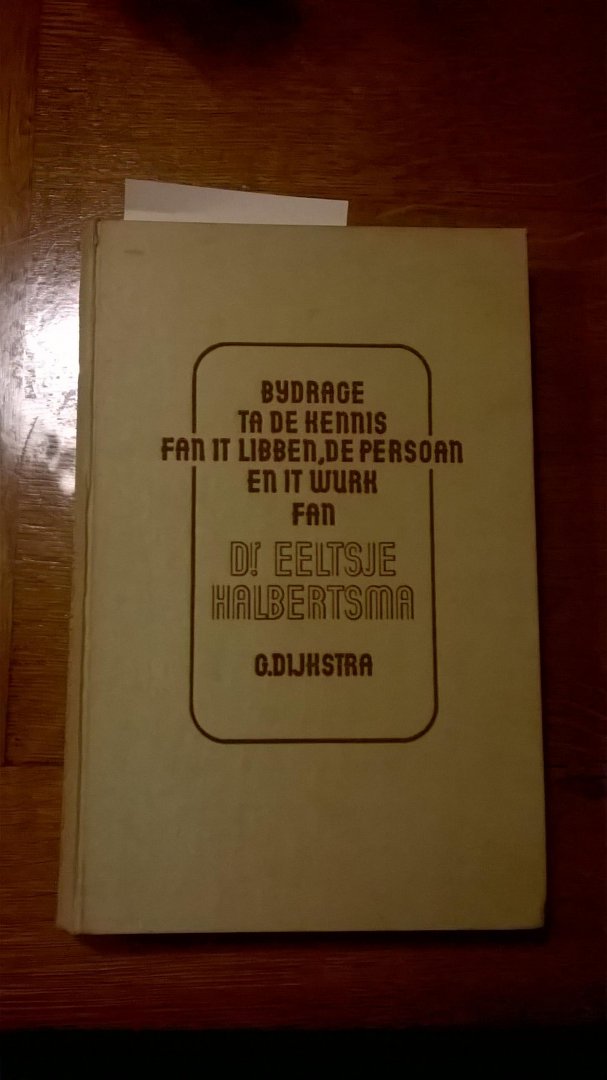 BYDRAGE
TA DE KENNIS
FAN IT LIBBEN, DE PERSOAN
EN IT WURK
FAN
Dr. EELTSJE
HALBERTSMA
G.DIJKSTRA